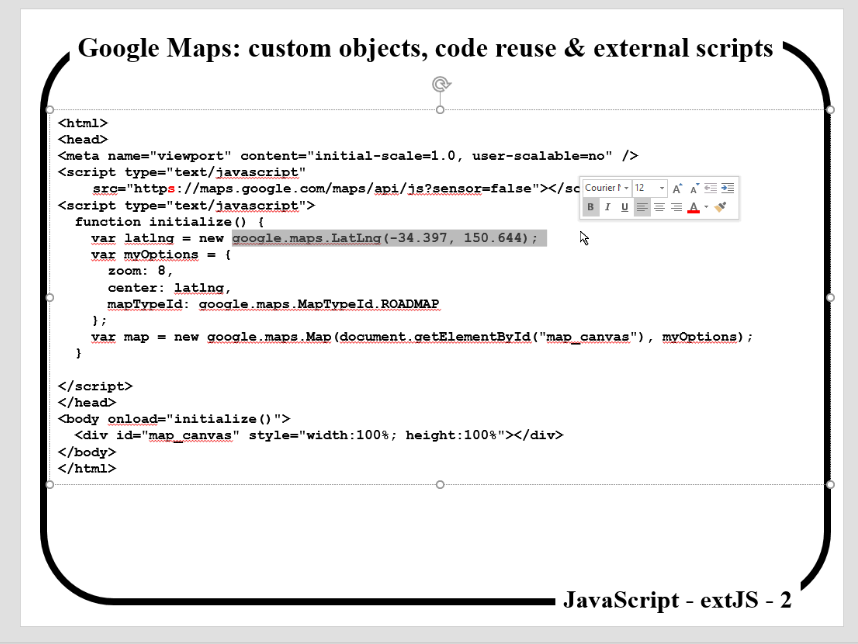 Google Maps: custom objects, code reuse & external scripts
<html>
<head>
<meta name="viewport" content="initial-scale=1.0, user-scalable=no" />
<script type="text/javascript"
src="https://maps.google.com/maps/api/js?sensor=false"></sc
<script type="text/javascript">
function initialize() {
var latlng = new google.maps.LatLng(-34.397, 150.644);
var myOptions = {
zoom: 8,
center: latlng,
mapTypeId: google.maps.MapTypeId.ROADMAP
};
var map = new google.maps.Map(document.getElementById("map_canvas"), myOptions);
}
</script>
</head>
<body onload="initialize()">
<div id="map_canvas" style="width:100%; height:100%"></div>
</body>
</html>
Courier 12 A A
B I U A
JavaScript - extJS - 2